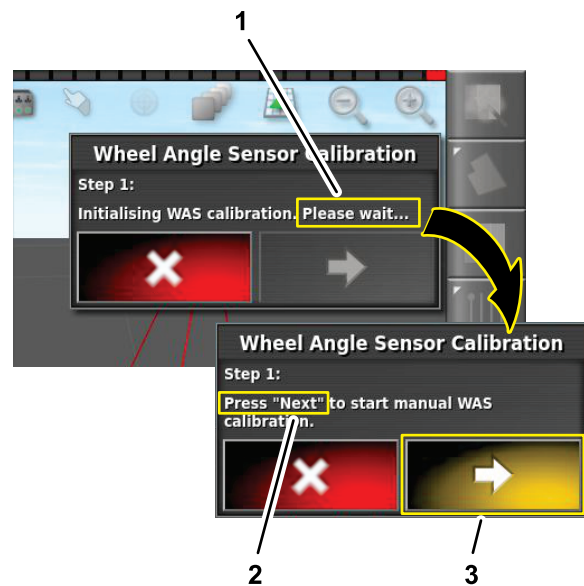 1
Wheel Angle Sensor Calibration
Step 1:
Initialising WAS calibration. Please wait...
Wheel Angle Sensor Calibration
Step 1:
Press "Next" to start manual WAS
calibration.
2
3